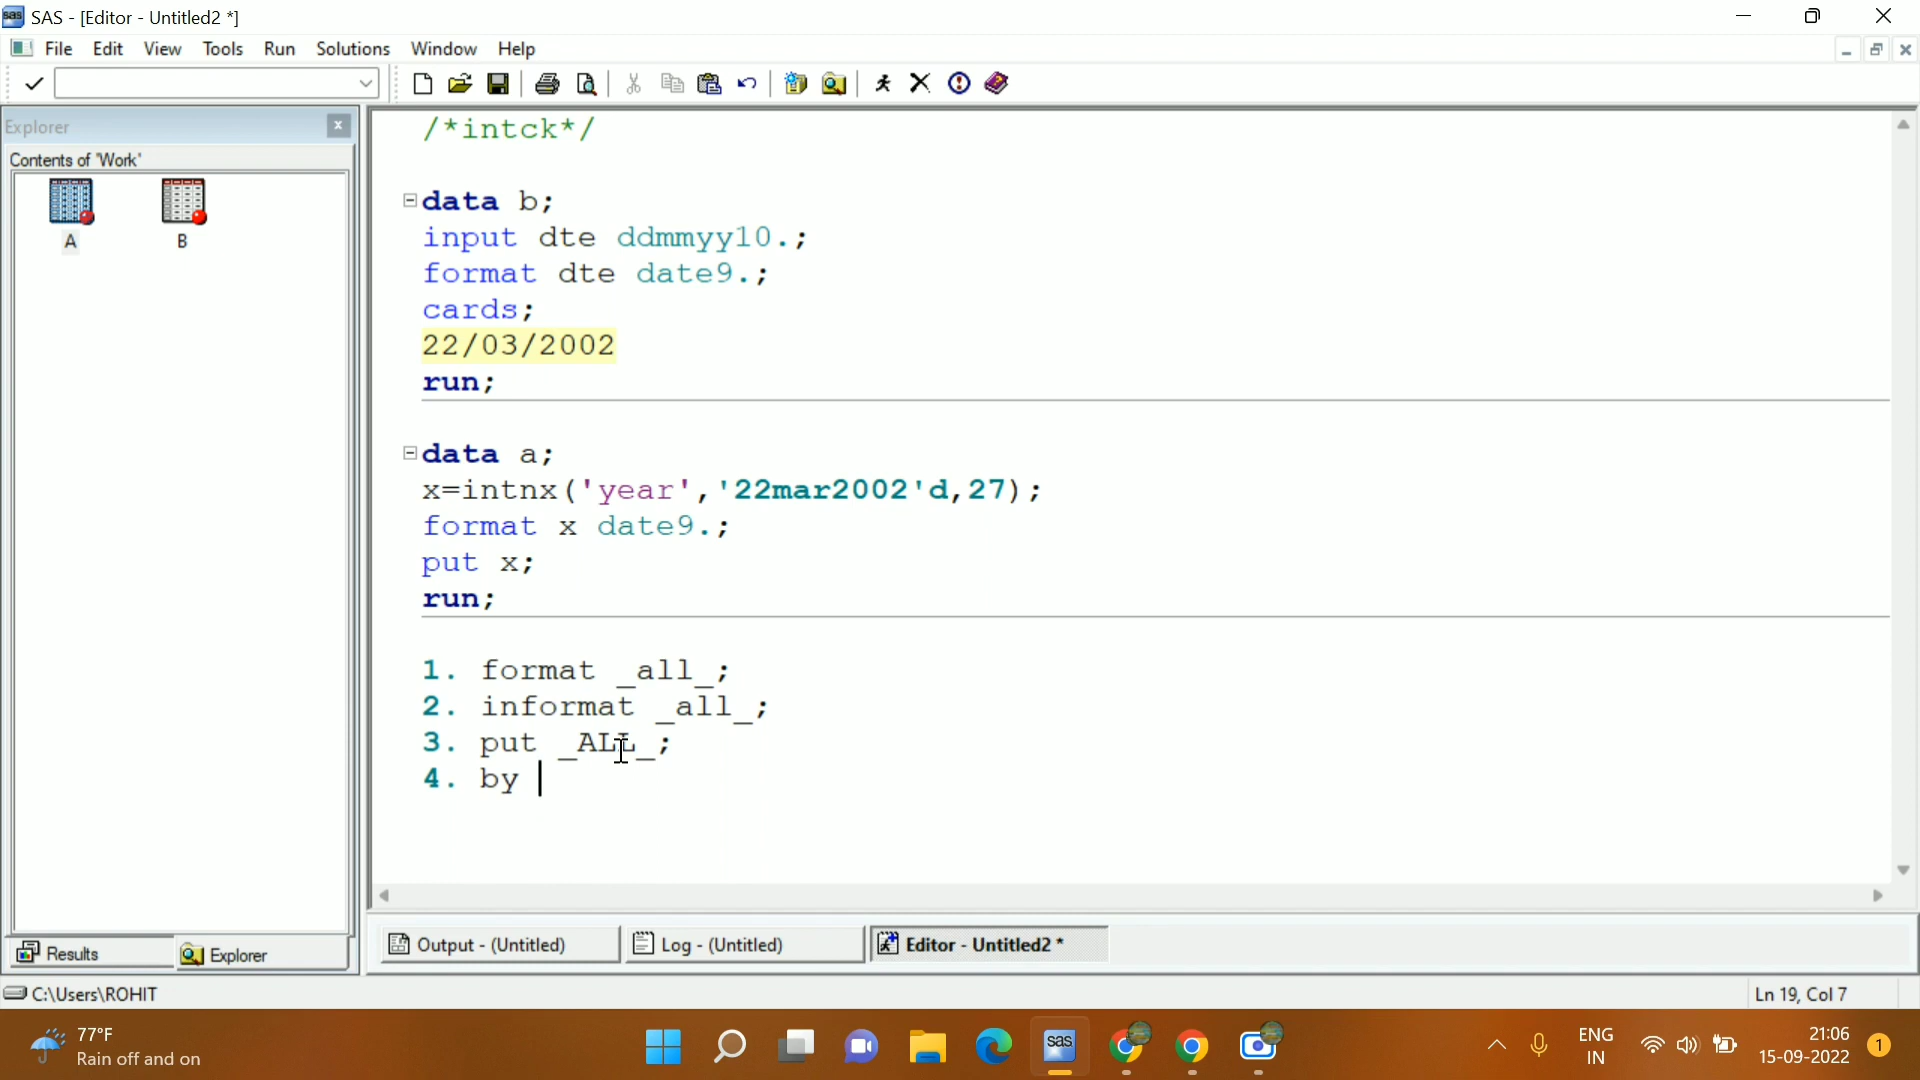 sas SAS - [Editor - Untitled2 *]
File Edit View Tools Run Solutions Window Help
Explorer
Contents of 'Work'
A B
/*intck*/
data b;
input dte ddmmyy10.;
format dte date9.;
cards;
22/03/2002
run;
data a;
x=intnx('year','22mar2002'd,27);
format x date9.;
put x;
run;
1. format _all_;
2. informat _all_;
3. put _ALL_;
4. by
Results Explorer
Output - (Untitled) Log - (Untitled) Editor - Untitled2 *
C:\Users\ROHIT Ln 19, Col 7
77°F
Rain off and on
sas
ENG
IN
21:06
15-09-2022
1